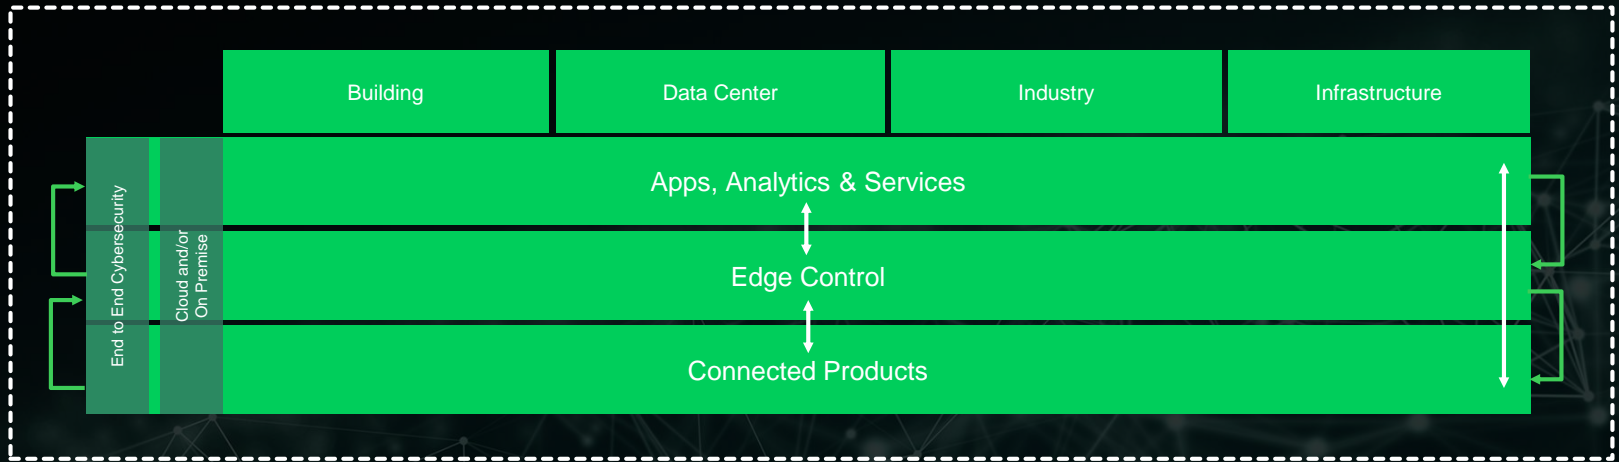 Building
Data Center
Industry
Infrastructure
Apps, Analytics & Services
End to End Cybersecurity
Cloud and/or
On Premise
Edge Control
Connected Products